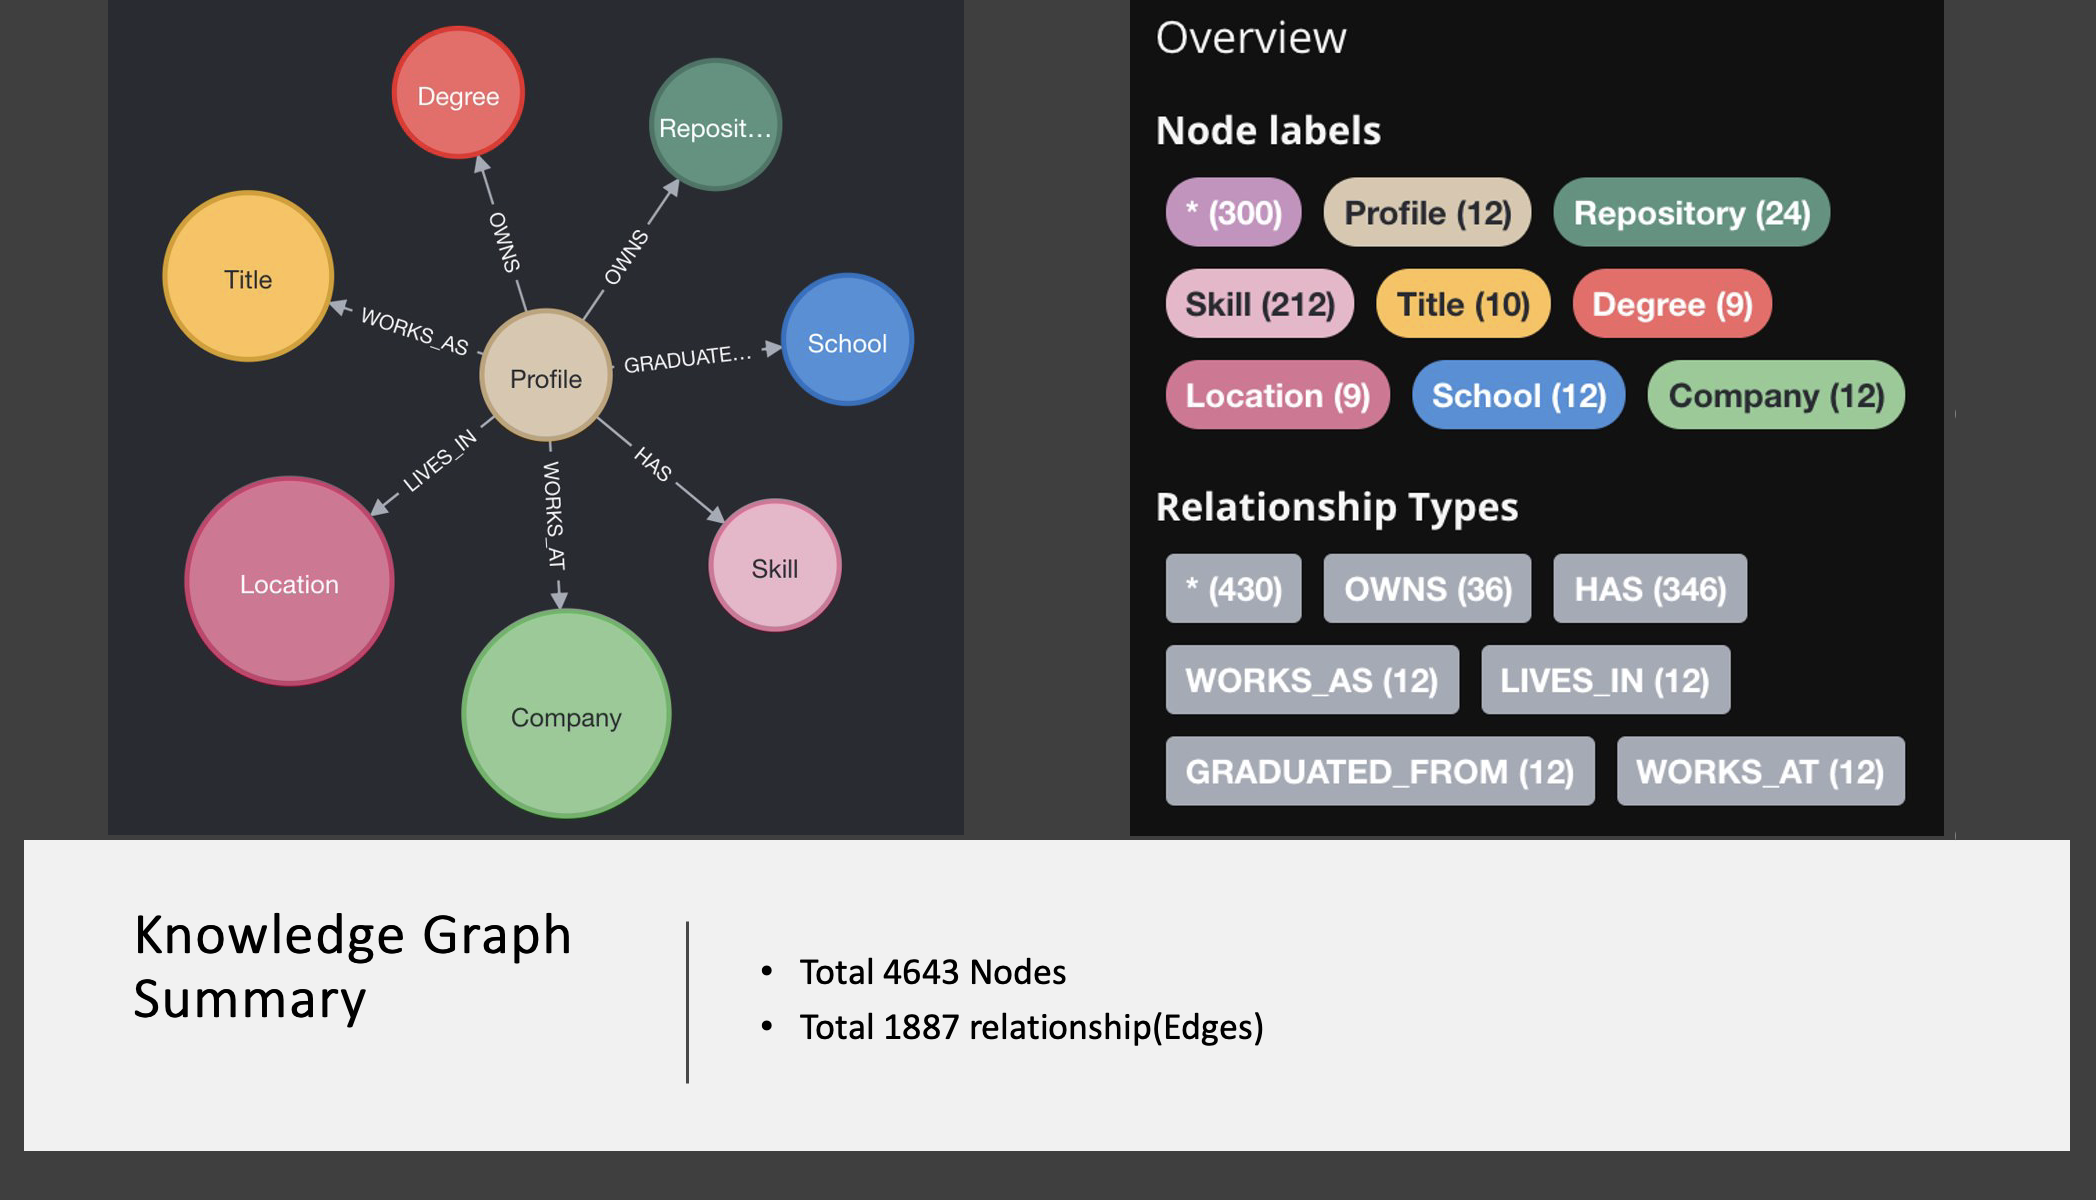 Degree
Reposit...
OWNS
OWNS
Title
WORKS_AS
School
GRADUATE...
Profile
LIVES_IN
HAS
WORKS_AT
Location
Skill
Company
Overview
Node labels
* (300) Profile (12) Repository (24)
Skill (212) Title (10) Degree (9)
Location (9) School (12) Company (12)
Relationship Types
* (430) OWNS (36) HAS (346)
WORKS_AS (12) LIVES_IN (12)
GRADUATED_FROM (12) WORKS_AT (12)
Knowledge Graph
Summary
• Total 4643 Nodes
• Total 1887 relationship(Edges)